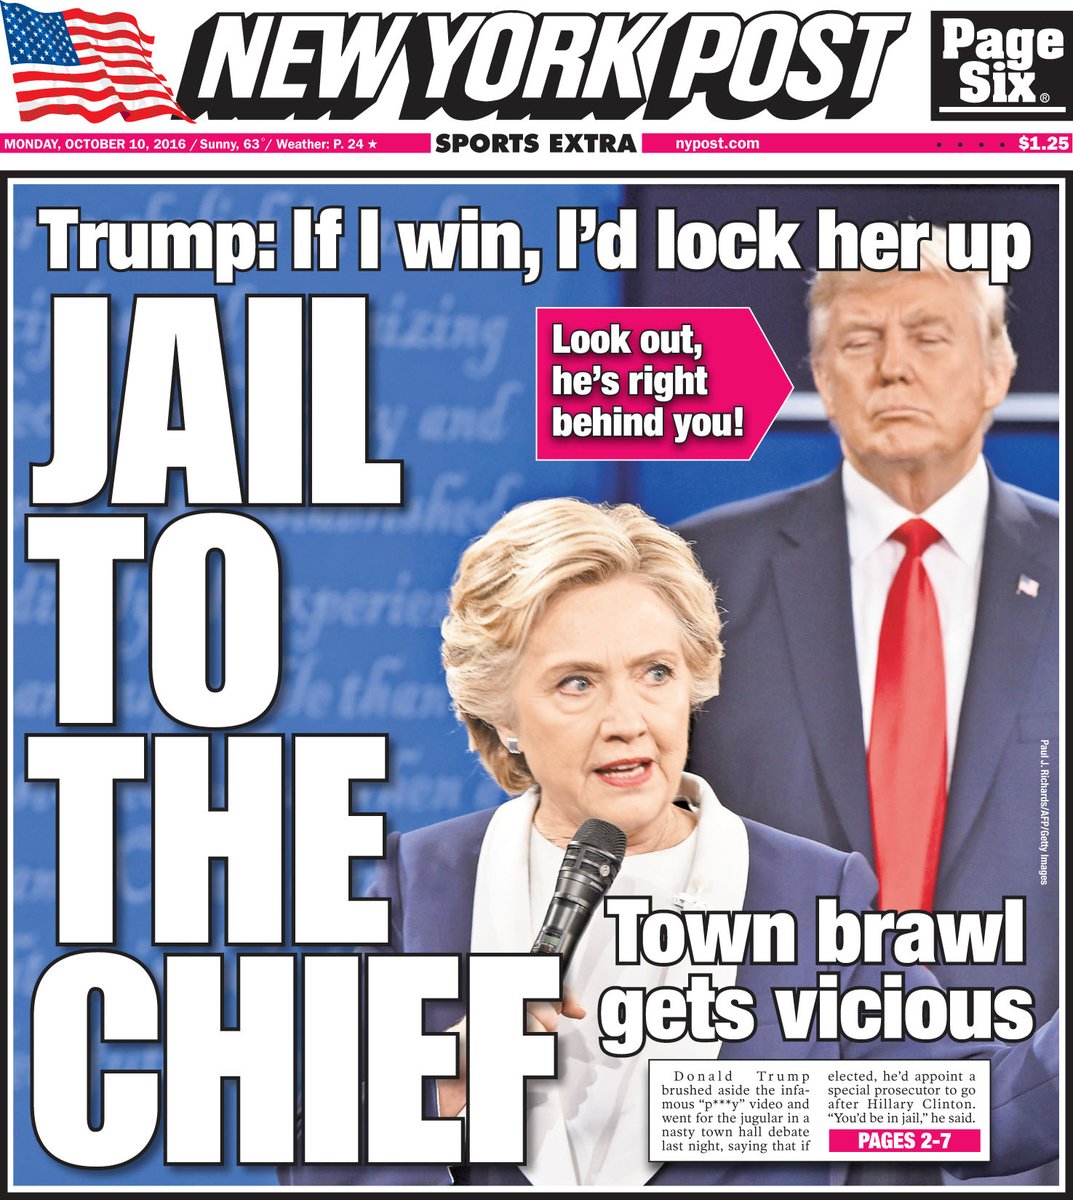 NEW YORK POST
Page
Six®
MONDAY, OCTOBER 10, 2016 / Sunny, 63° / Weather: P. 24 ★
SPORTS EXTRA
nypost.com
$1.25
Trump: If I win, I'd lock her up
JAIL
TO
THE
CHIEF
Look out,
he's right
behind you!
Paul J. Richards/AFP/Getty Images
Town brawl
gets vicious
Donald Trump
brushed aside the infa-
mous “p***y” video and
went for the jugular in a
nasty town hall debate
last night, saying that if
elected, he'd appoint a
special prosecutor to go
after Hillary Clinton.
“You'd be in jail,” he said.
PAGES 2-7